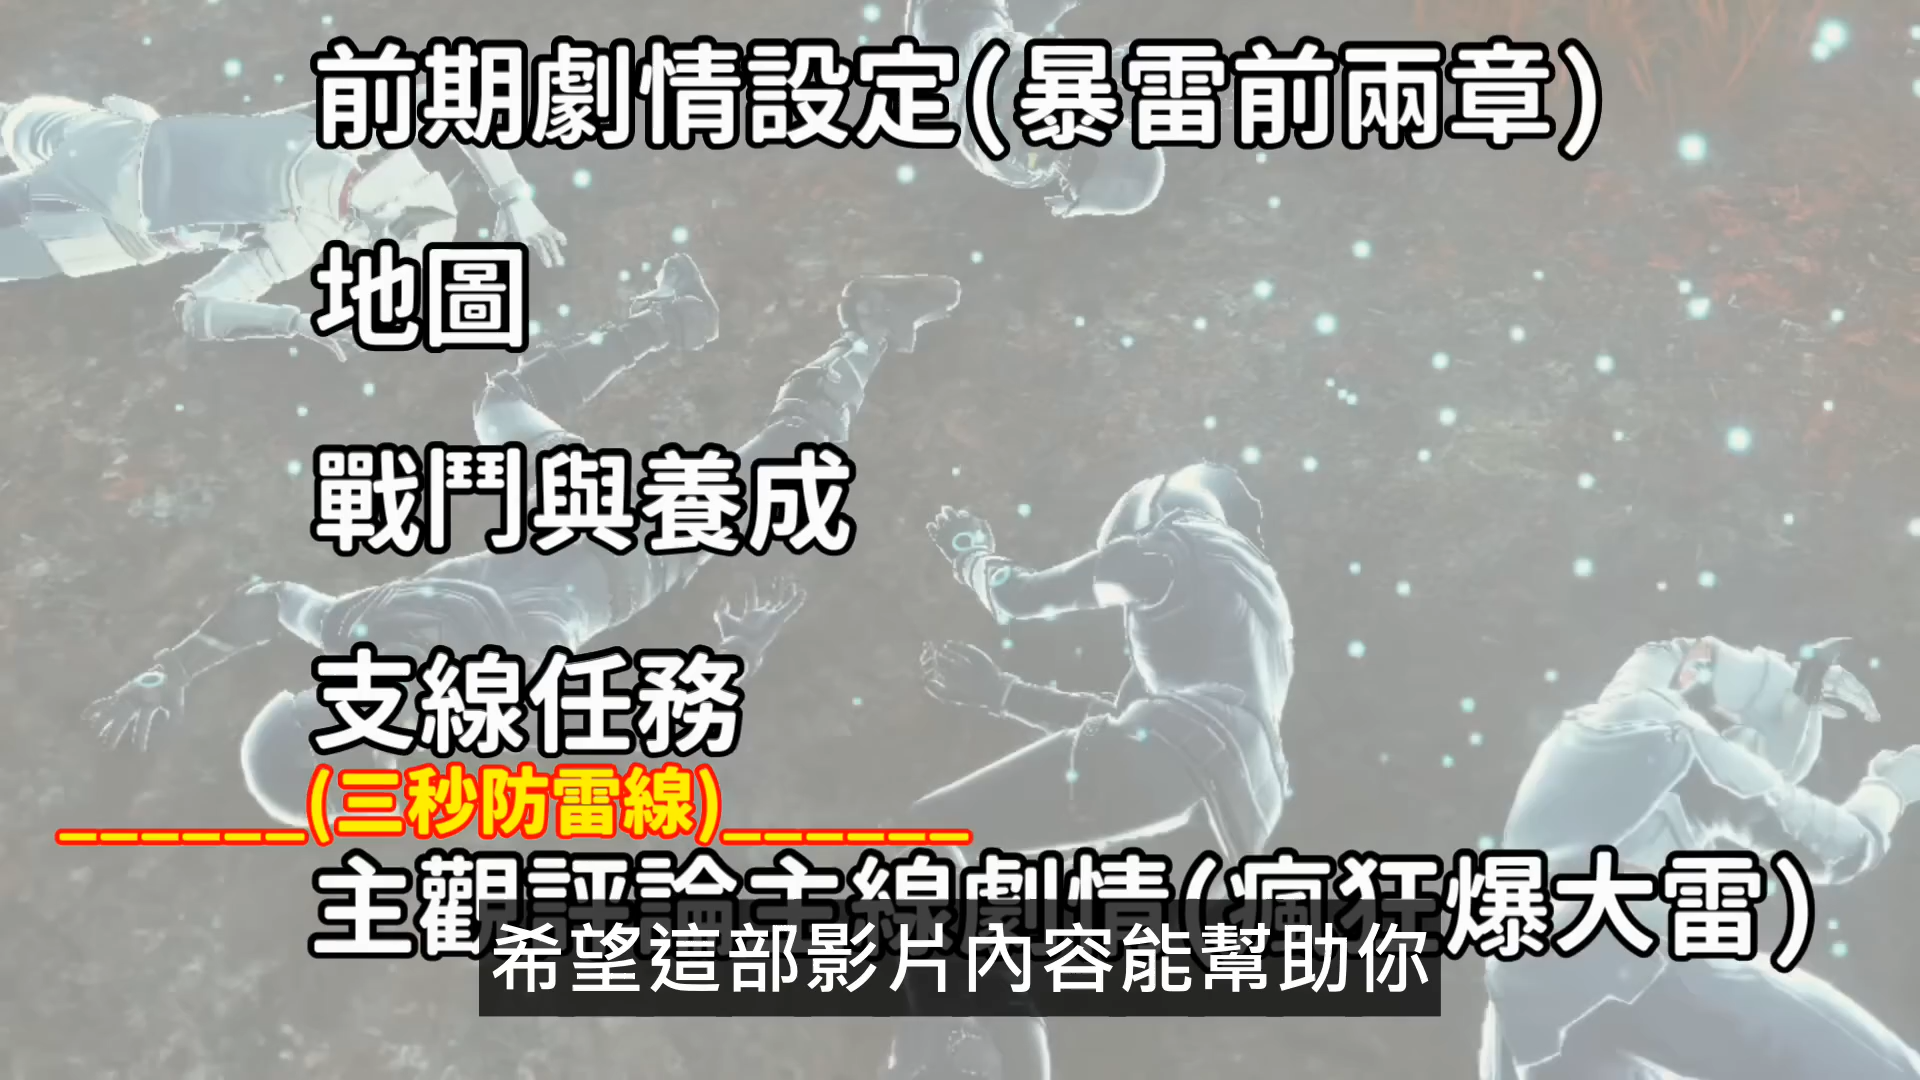 前期劇情設定(暴雷前兩章)
地圖
戰鬥與養成
支線任務
______(三秒防雷線)______
主觀評論主線劇情(瘋狂爆大雷)
希望這部影片內容能幫助你